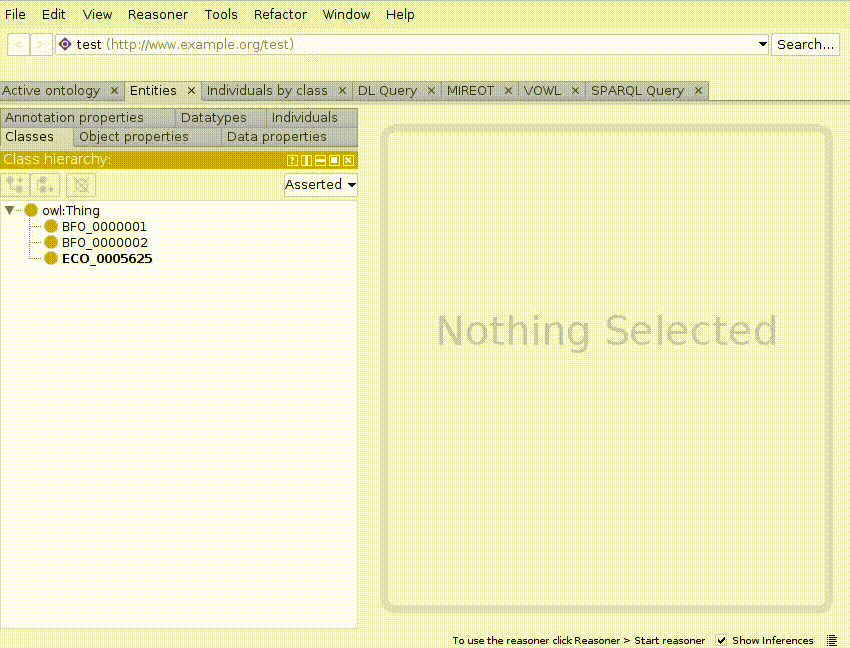 File Edit View Reasoner Tools Refactor Window Help
< > test (http://www.example.org/test) Search...
Active ontology × Entities × Individuals by class × DL Query × MIREOT × VOWL × SPARQL Query ×
Annotation properties Datatypes Individuals
Classes Object properties Data properties
Class hierarchy:
Asserted
owl:Thing
BFO_0000001
BFO_0000002
ECO_0005625
Nothing Selected
To use the reasoner click Reasoner > Start reasoner Show Inferences